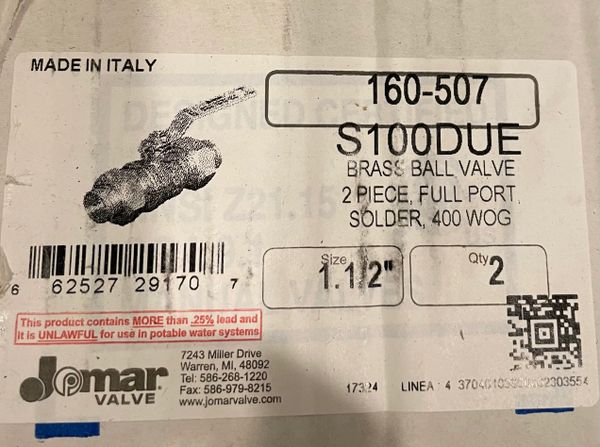 MADE IN ITALY
160-507
S100DUE
BRASS BALL VALVE
2 PIECE, FULL PORT,
SOLDER, 400 WOG
Size
1.1/2"
Qty
2
6 62527 29170 7
This product contains MORE than .25% lead and
it is UNLAWFUL for use in potable water systems
Jomar
VALVE
7243 Miller Drive
Warren, MI, 48092
Tel: 586-268-1220
Fax: 586-979-8215
www.jomarvalve.com
17324
LINEA : 4